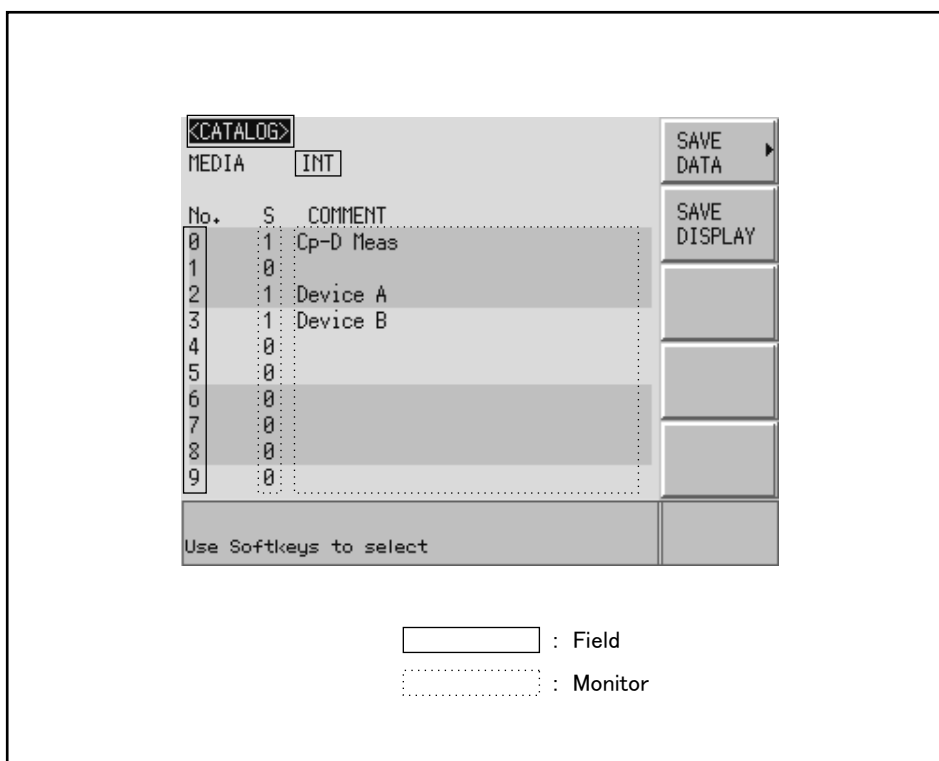 <CATALOG>
MEDIA INT
No. S COMMENT
0 1 Cp-D Meas
1 0
2 1 Device A
3 1 Device B
4 0
5 0
6 0
7 0
8 0
9 0
SAVE
DATA
SAVE
DISPLAY
Use Softkeys to select
: Field
: Monitor